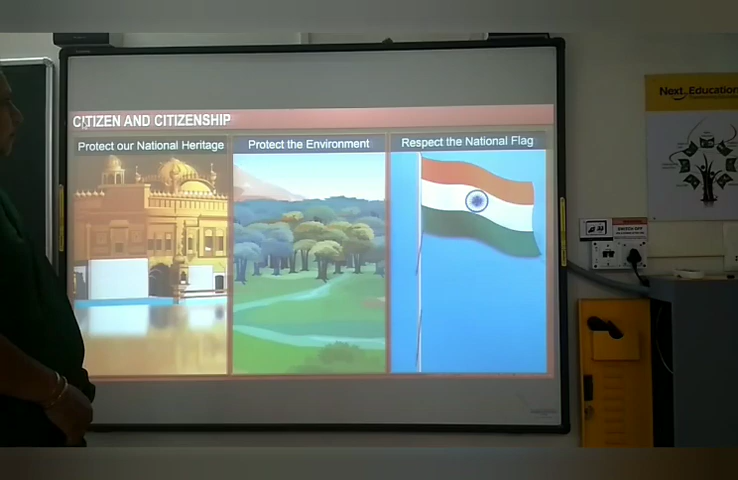 CITIZEN AND CITIZENSHIP
Protect our National Heritage
Protect the Environment
Respect the National Flag
Next Education